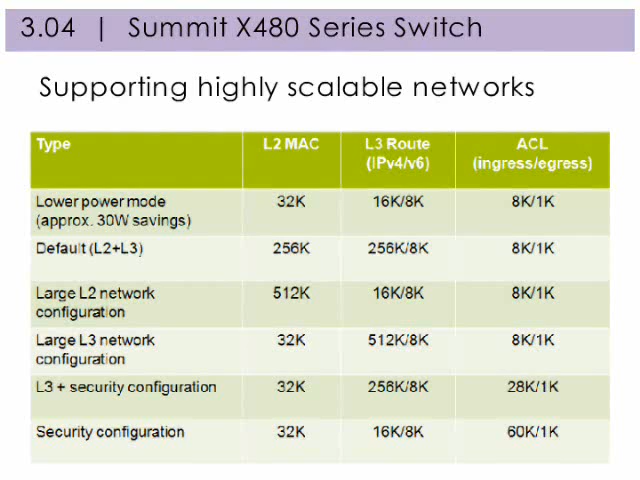 3.04 | Summit X480 Series Switch
Supporting highly scalable networks
Type L2 MAC L3 Route (IPv4/v6) ACL (ingress/egress)
Lower power mode (approx. 30W savings) 32K 16K/8K 8K/1K
Default (L2+L3) 256K 256K/8K 8K/1K
Large L2 network configuration 512K 16K/8K 8K/1K
Large L3 network configuration 32K 512K/8K 8K/1K
L3 + security configuration 32K 256K/8K 28K/1K
Security configuration 32K 16K/8K 60K/1K